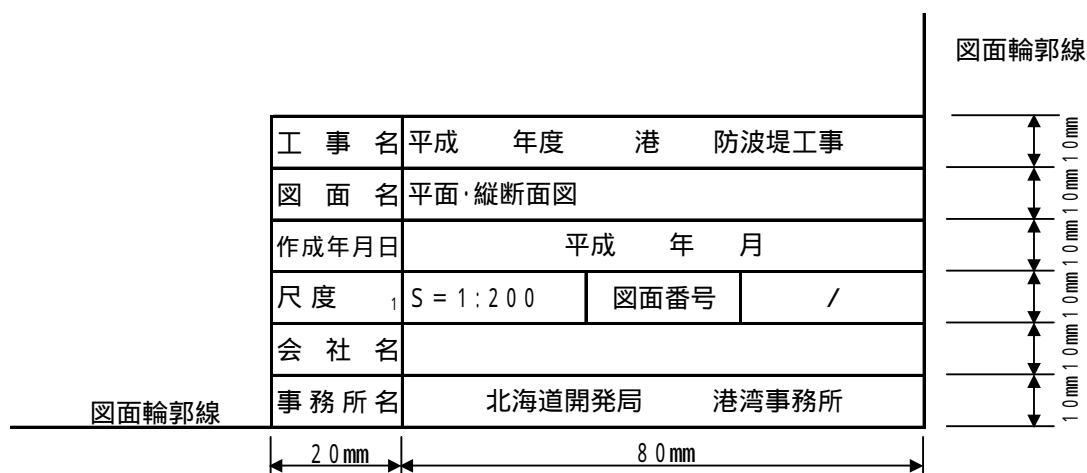 図面輪郭線
工事名 平成 年度 港 防波堤工事
図面名 平面・縦断面図
作成年月日 平成 年 月
尺度 1 S=1:200 図面番号 /
会社名
事務所名 北海道開発局 港湾事務所
図面輪郭線
10mm
10mm
10mm
10mm
10mm
10mm
20mm 80mm